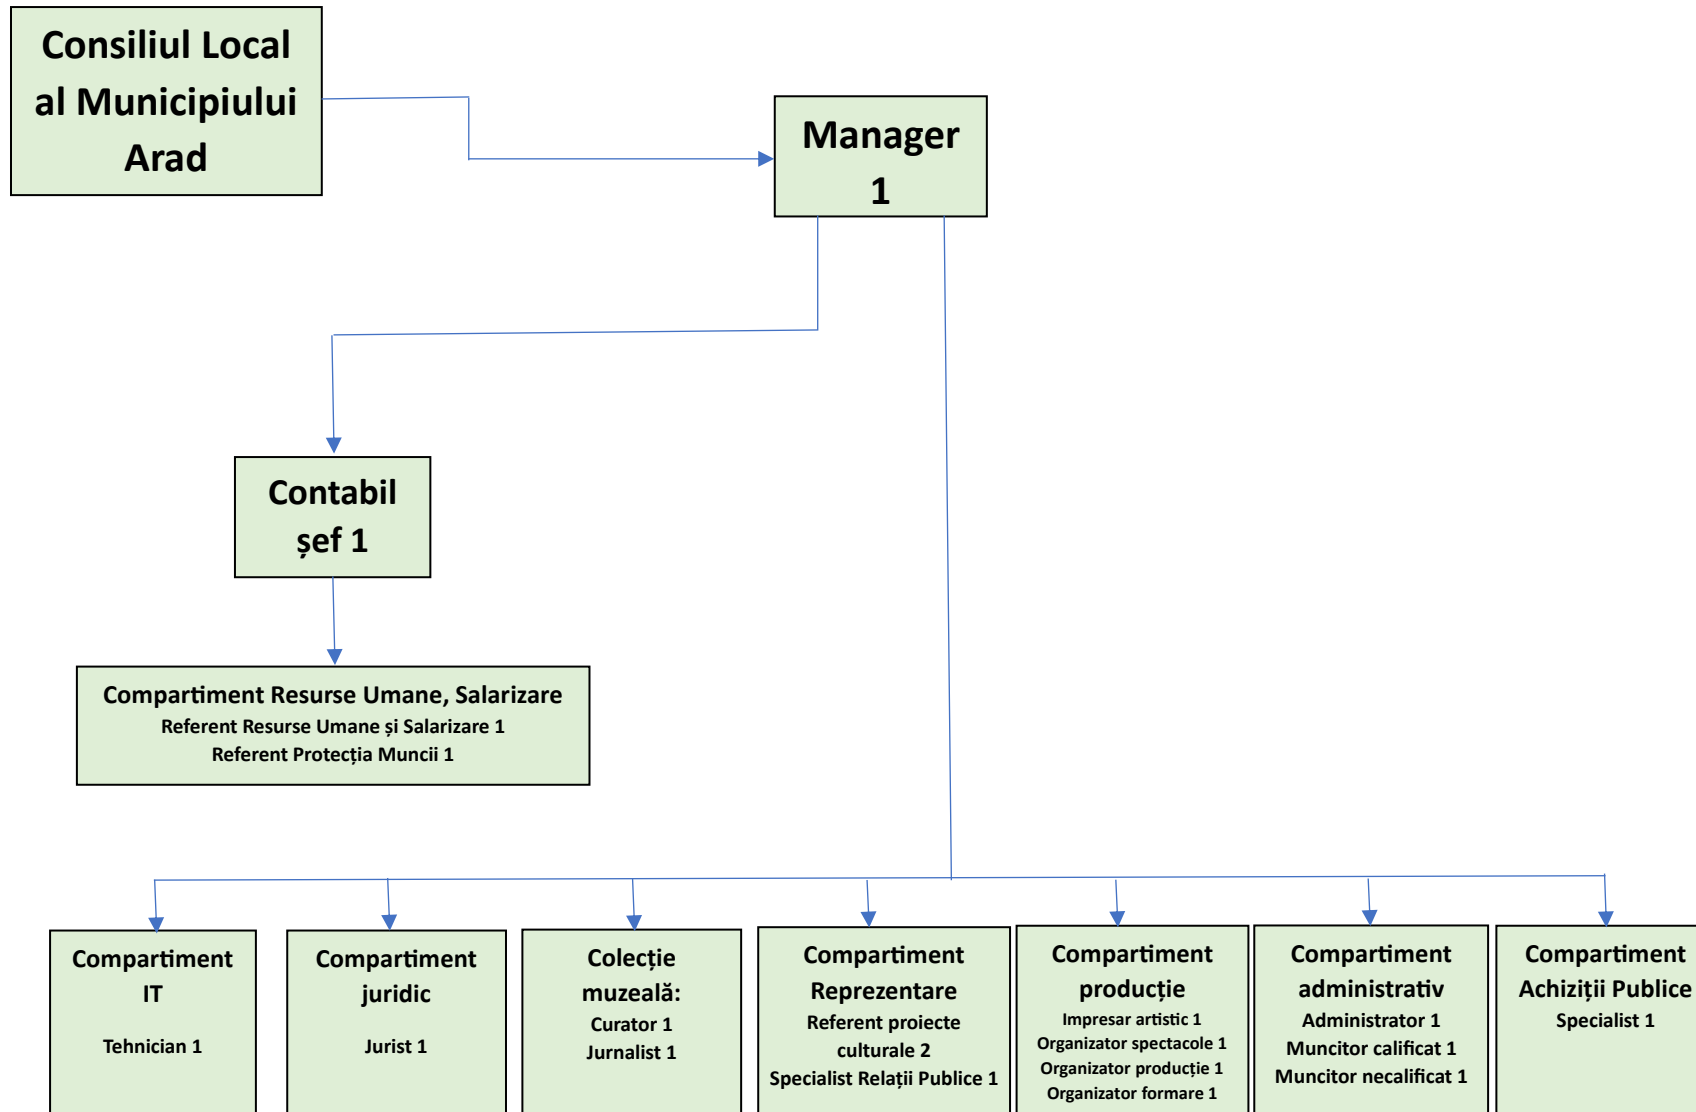 Consiliul Local
al Municipiului
Arad
Manager
1
Contabil
șef 1
Compartiment Resurse Umane, Salarizare
Referent Resurse Umane și Salarizare 1
Referent Protecția Muncii 1
Compartiment
IT
Tehnician 1
Compartiment
juridic
Jurist 1
Colecție
muzeală:
Curator 1
Jurnalist 1
Compartiment
Reprezentare
Referent proiecte
culturale 2
Specialist Relații Publice 1
Compartiment
producție
Impresar artistic 1
Organizator spectacole 1
Organizator producție 1
Organizator formare 1
Compartiment
administrativ
Administrator 1
Muncitor calificat 1
Muncitor necalificat 1
Compartiment
Achiziții Publice
Specialist 1